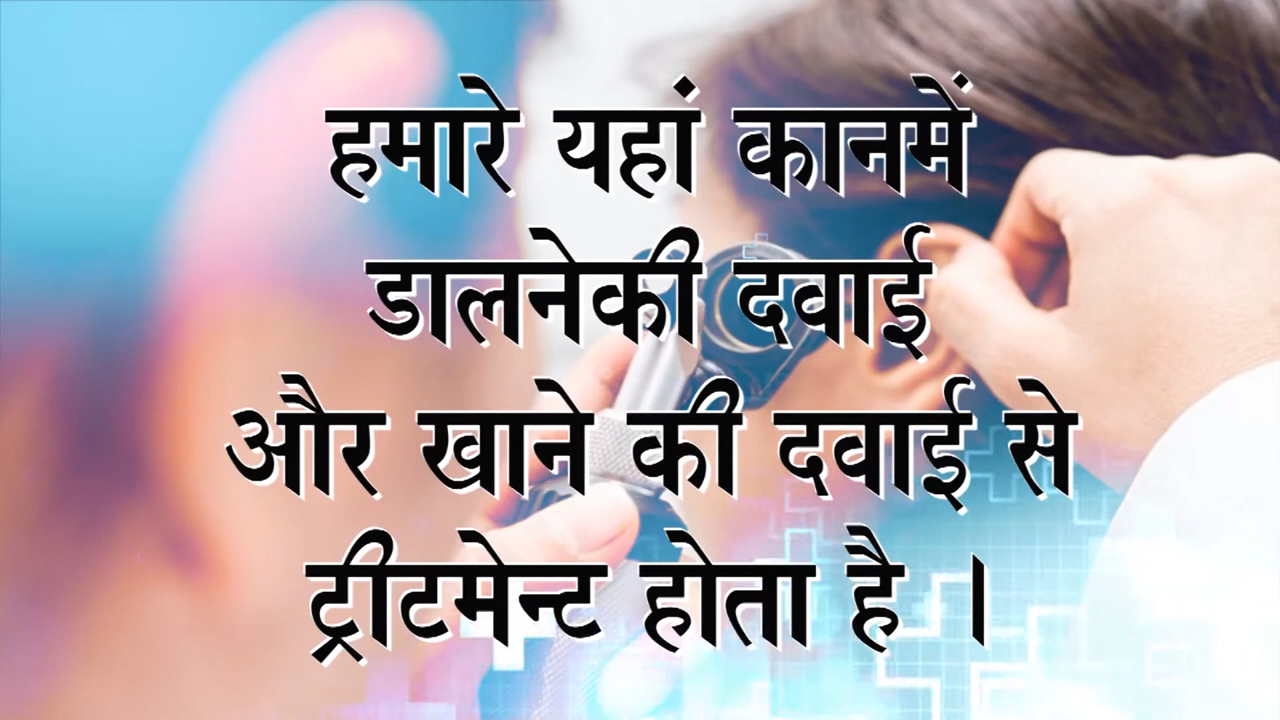 हमारे यहां कानमें
डालनेकी दवाई
और खाने की दवाई से
ट्रीटमेन्ट होता है ।